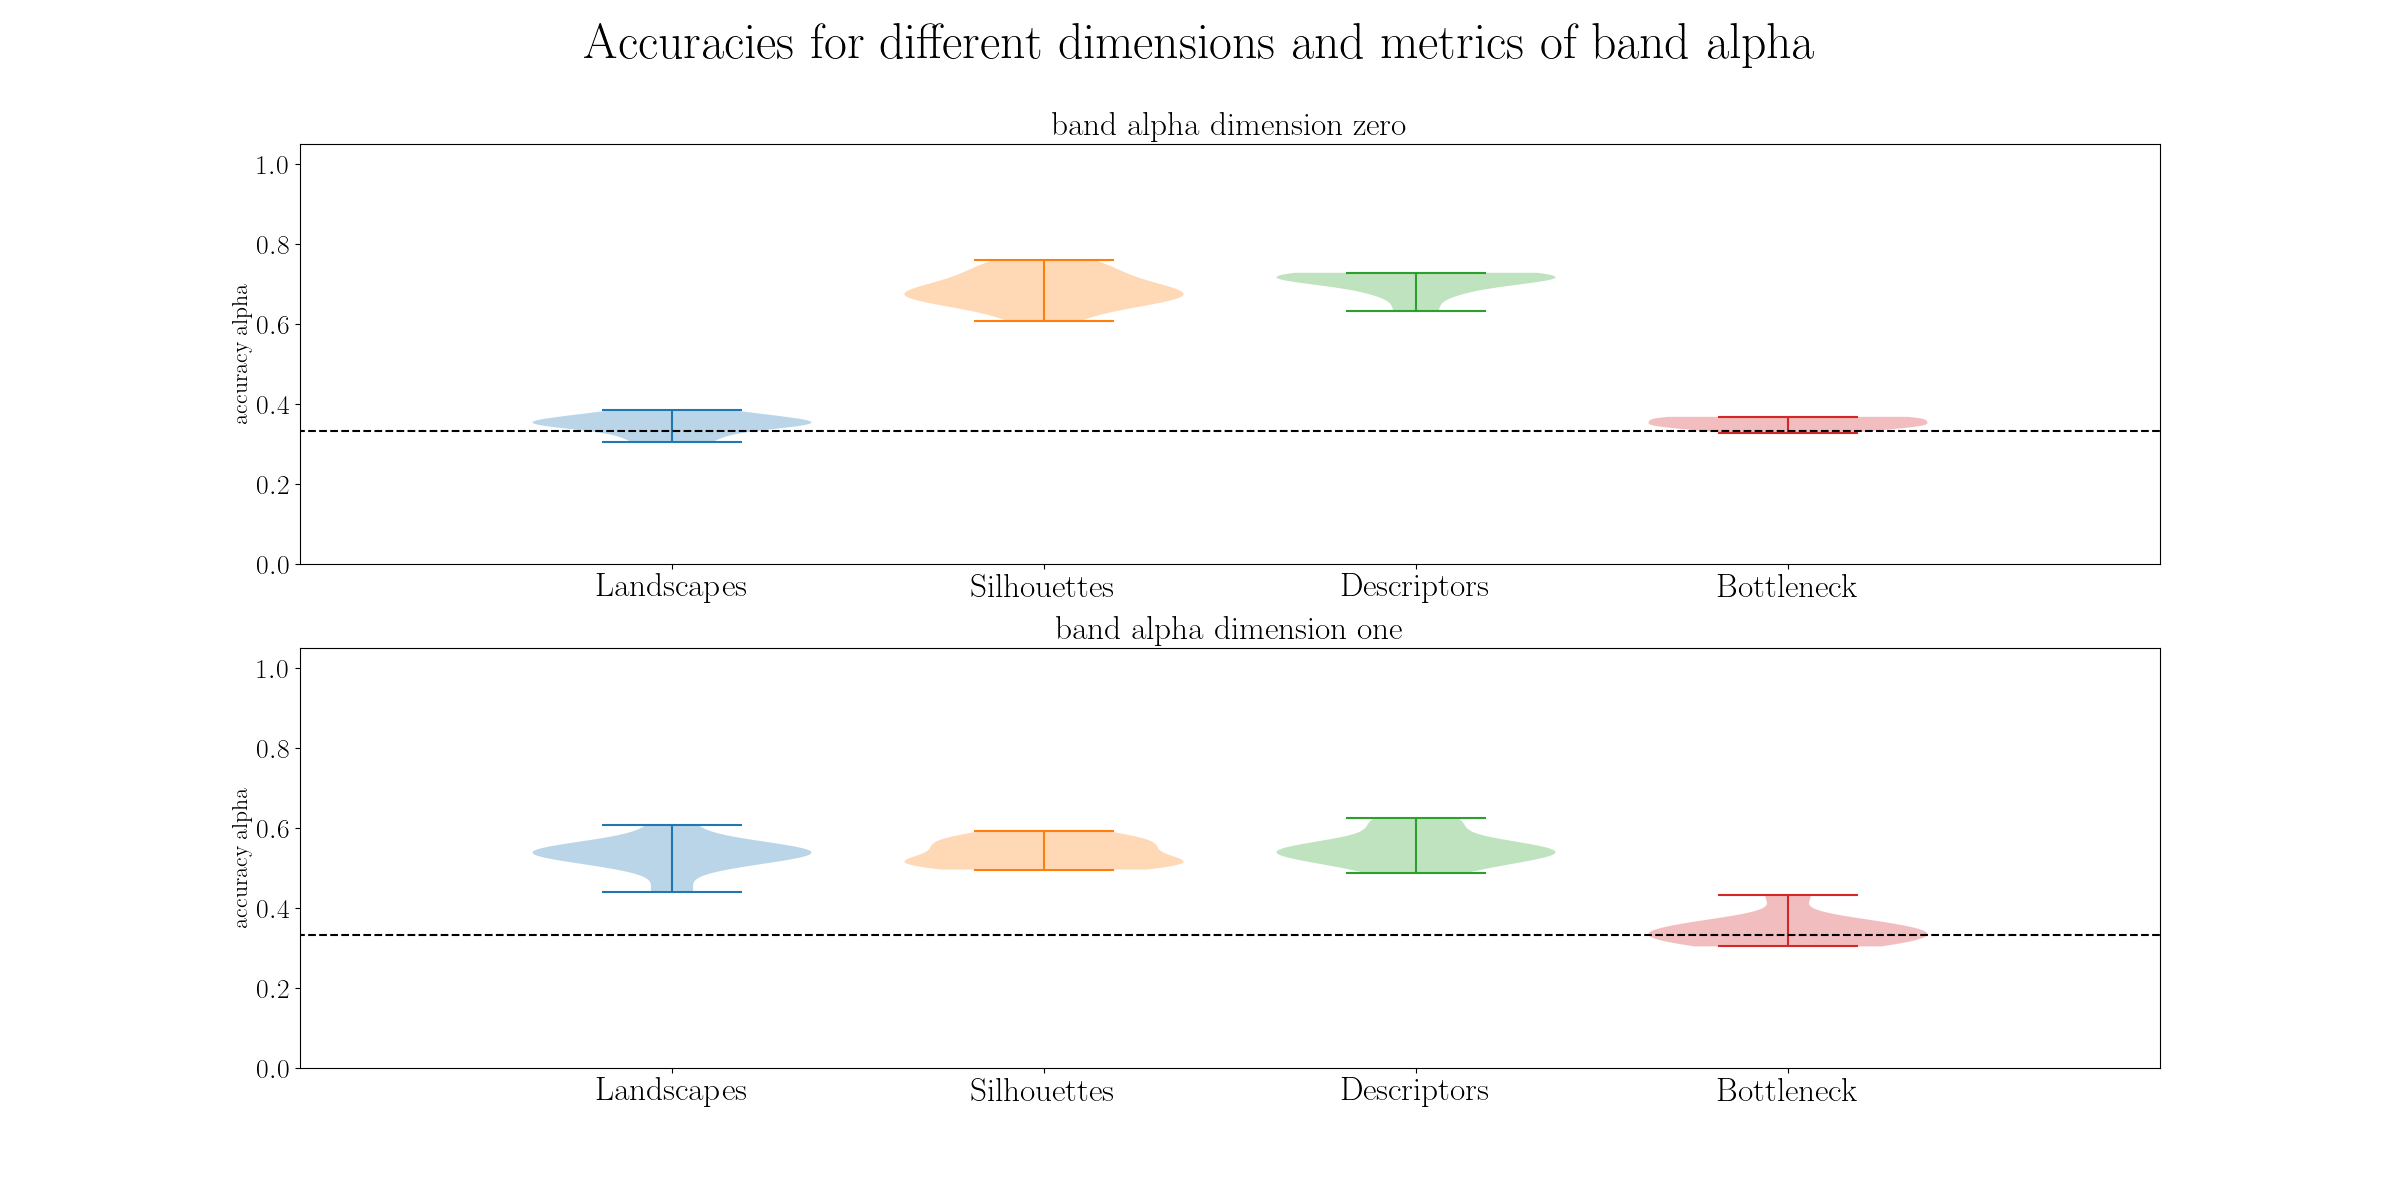 Accuracies for different dimensions and metrics of band alpha
band alpha dimension zero
accuracy alpha
1.0
0.8
0.6
0.4
0.2
0.0
Landscapes Silhouettes Descriptors Bottleneck
band alpha dimension one
accuracy alpha
1.0
0.8
0.6
0.4
0.2
0.0
Landscapes Silhouettes Descriptors Bottleneck